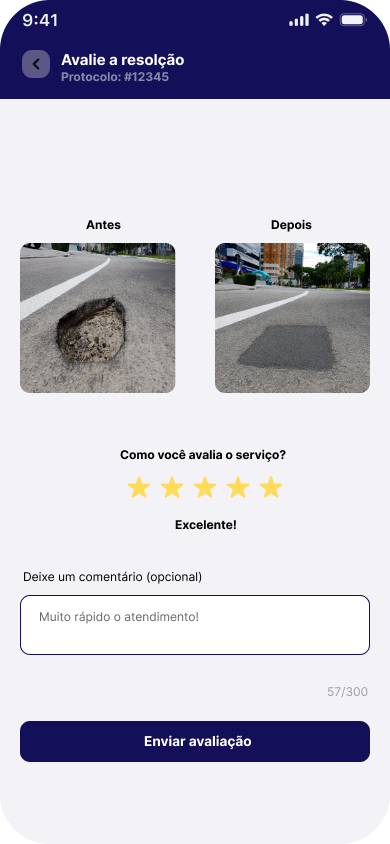 9:41
Avalie a resolção
Protocolo: #12345
Antes
Depois
Como você avalia o serviço?
Excelente!
Deixe um comentário (opcional)
Muito rápido o atendimento!
57/300
Enviar avaliação